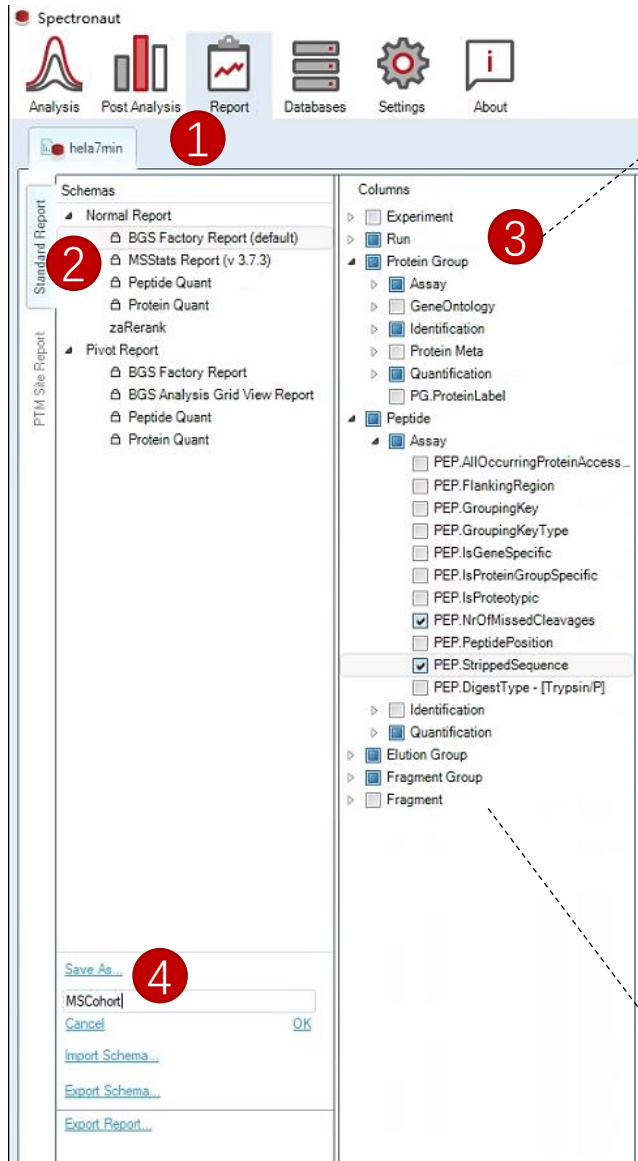 Spectronaut
Analysis Post Analysis Report Databases Settings About
1
hela7min
Standard Report
PTM Site Report
Schemas
Normal Report
BGS Factory Report (default)
2
MSStats Report (v 3.7.3)
Peptide Quant
Protein Quant
zaRerank
Pivot Report
BGS Factory Report
BGS Analysis Grid View Report
Peptide Quant
Protein Quant
Save As...
4
MSCohort
Cancel OK
Import Schema...
Export Schema...
Export Report...
Columns
3
Experiment
Run
Protein Group
Assay
GeneOntology
Identification
Protein Meta
Quantification
PG.ProteinLabel
Peptide
Assay
PEP.AllOccurringProteinAccess...
PEP.FlankingRegion
PEP.GroupingKey
PEP.GroupingKeyType
PEP.IsGeneSpecific
PEP.IsProteinGroupSpecific
PEP.IsProteotypic
PEP.NrOfMissedCleavages
PEP.PeptidePosition
PEP.StrippedSequence
PEP.DigestType - [Trypsin/P]
Identification
Quantification
Elution Group
Fragment Group
Fragment